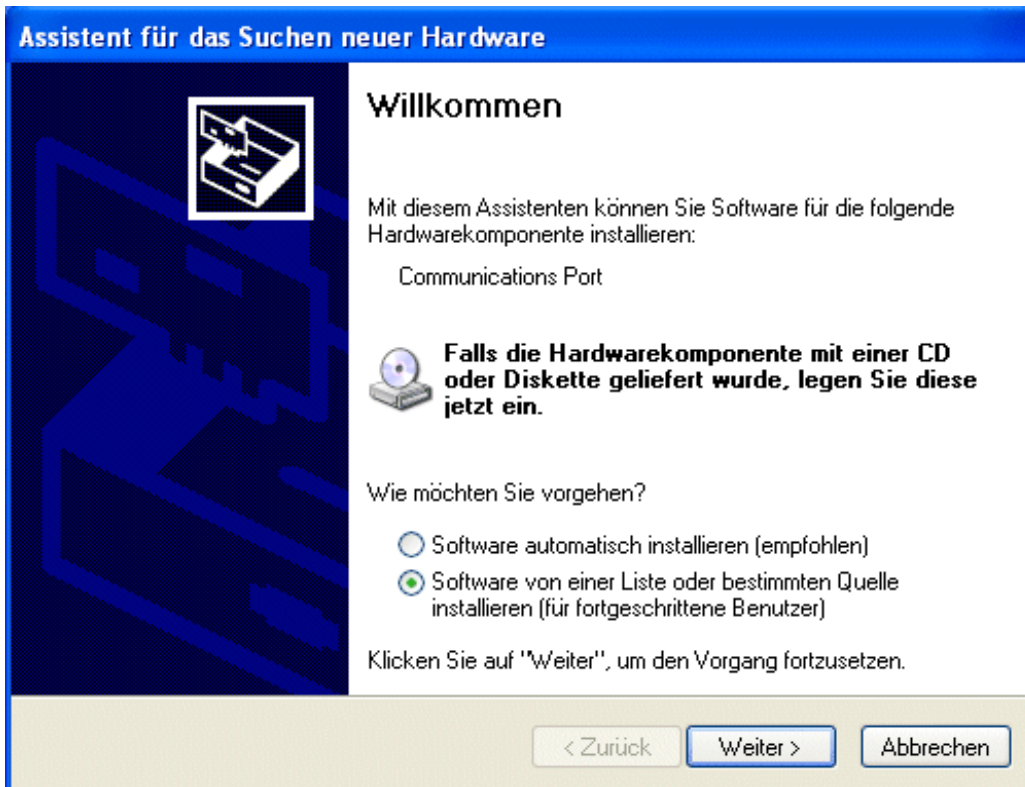 Assistent für das Suchen neuer Hardware
Willkommen
Mit diesem Assistenten können Sie Software für die folgende
Hardwarekomponente installieren:
Communications Port
Falls die Hardwarekomponente mit einer CD
oder Diskette geliefert wurde, legen Sie diese
jetzt ein.
Wie möchten Sie vorgehen?
Software automatisch installieren (empfohlen)
Software von einer Liste oder bestimmten Quelle
installieren (für fortgeschrittene Benutzer)
Klicken Sie auf "Weiter", um den Vorgang fortzusetzen.
< Zurück Weiter > Abbrechen